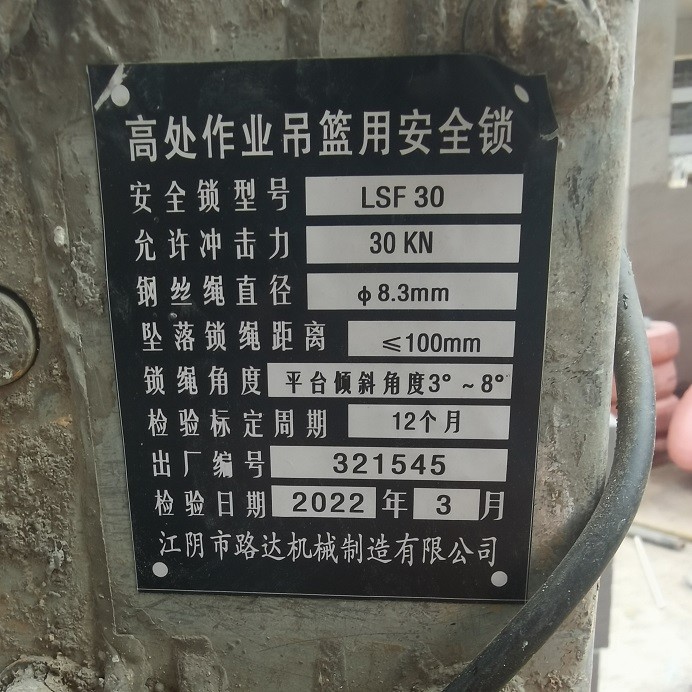 高处作业吊篮用安全锁
安全锁型号 LSF 30
允许冲击力 30 KN
钢丝绳直径 ϕ8.3mm
坠落锁绳距离 ≤100mm
锁绳角度 平台倾斜角度3°~8°
检验标定周期 12个月
出厂编号 321545
检验日期 2022 年 3 月
江阴市路达机械制造有限公司